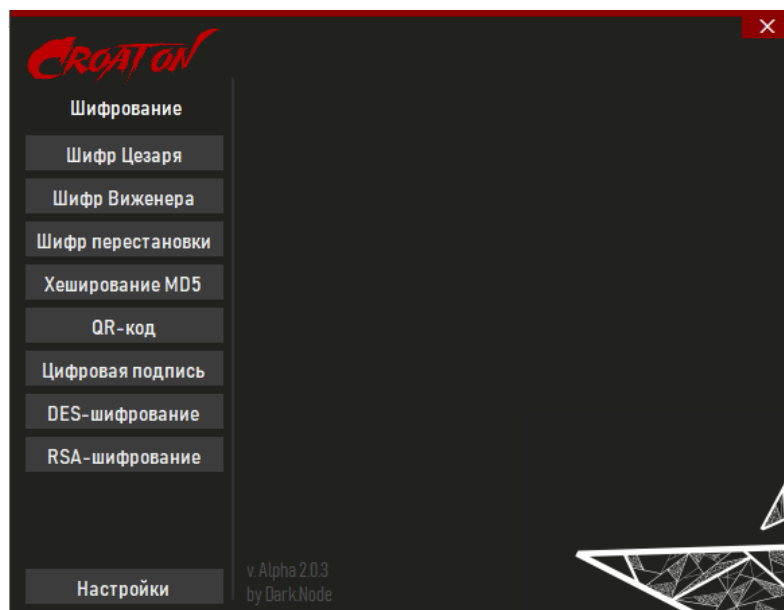 CROATON
Шифрование
Шифр Цезаря
Шифр Виженера
Шифр перестановки
Хеширование MD5
QR-код
Цифровая подпись
DES-шифрование
RSA-шифрование
Настройки
v. Alpha 2.0.3
by Dark.Node